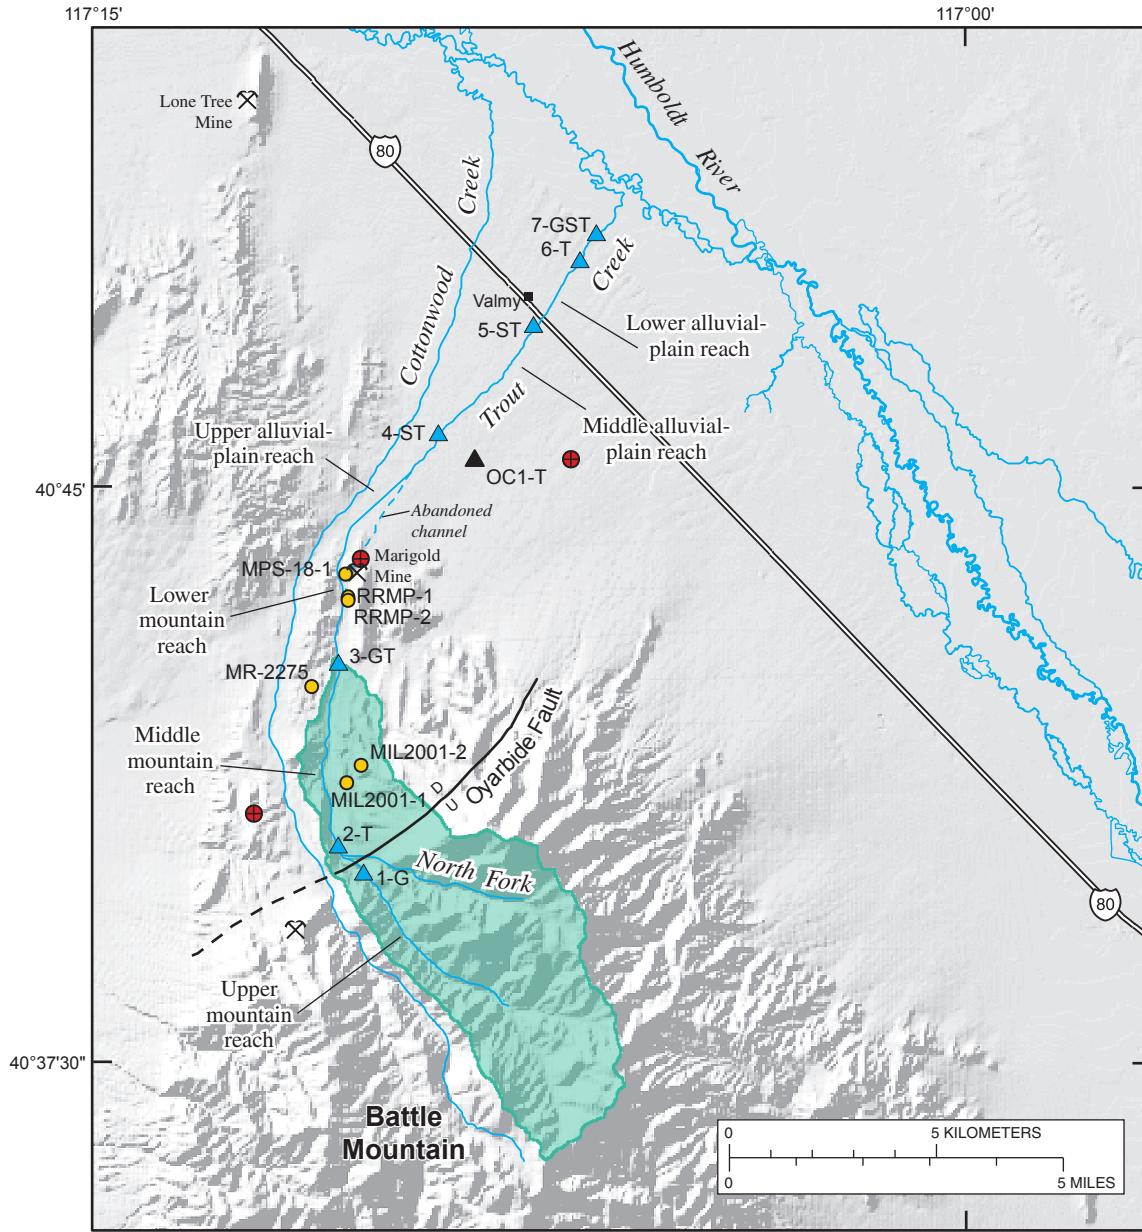 117°15'
117°00'
Humboldt
River
Lone Tree
Mine
80
Creek
7-GST
6-T
Creek
Cottonwood
Valmy
5-ST
Lower alluvial-
plain reach
Trout
Upper alluvial-
plain reach
4-ST
Middle alluvial-
plain reach
OC1-T
40°45'
Abandoned
channel
Marigold
Mine
MPS-18-1
RRMP-1
RRMP-2
Lower
mountain
reach
3-GT
MR-2275
Middle
mountain
reach
MIL2001-2
MIL2001-1
D
U
Oyarbide Fault
2-T
1-G
North Fork
80
Upper
mountain
reach
40°37'30"
Battle
Mountain
0 5 KILOMETERS
0 5 MILES